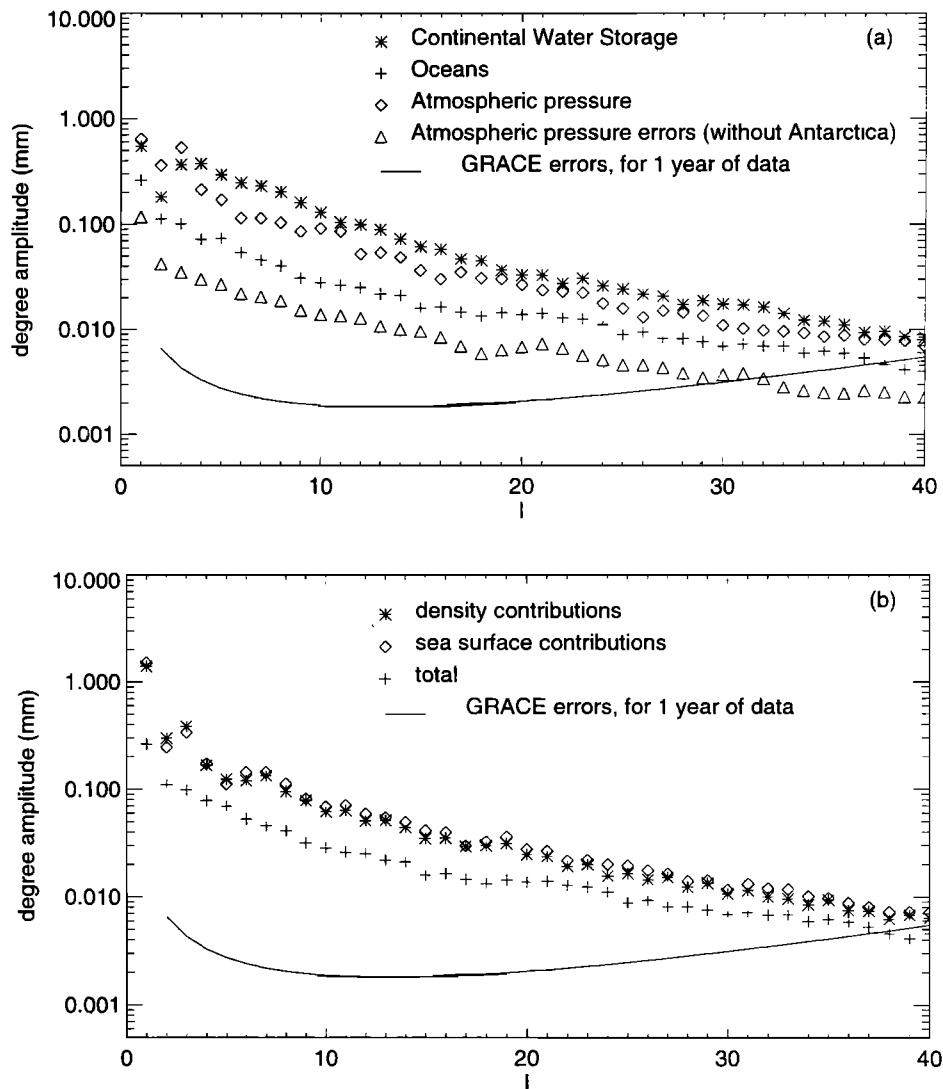 10.000
Continental Water Storage
(a)
Oceans
1.000
Atmospheric pressure
Atmospheric pressure errors (without Antarctica)
GRACE errors, for 1 year of data
degree amplitude (mm)
0.100
0.010
0.001
0 10 20 30 40
l
10.000
density contributions
(b)
sea surface contributions
1.000
total
GRACE errors, for 1 year of data
degree amplitude (mm)
0.100
0.010
0.001
0 10 20 30 40
l